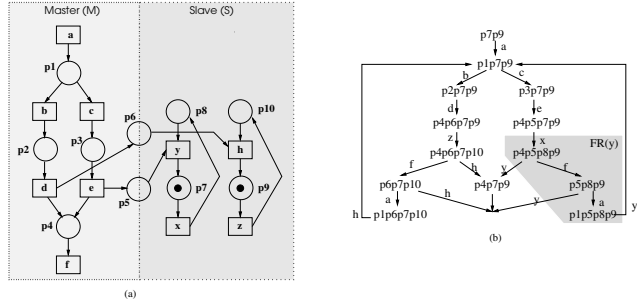 Master (M) Slave (S)
a
p1
p8 p10
b c
p6
p2 p3
y h
d e
p5 p7 p9
p4
x z
f
(a)
p7p9
a
p1p7p9
b c
p2p7p9 p3p7p9
d e
p4p6p7p9 p4p5p7p9
z x FR(y)
p4p6p7p10 p4p5p8p9
f h y f
p6p7p10 p4p7p9 p5p8p9
a h y a
h p1p6p7p10 p1p5p8p9 y
(b)